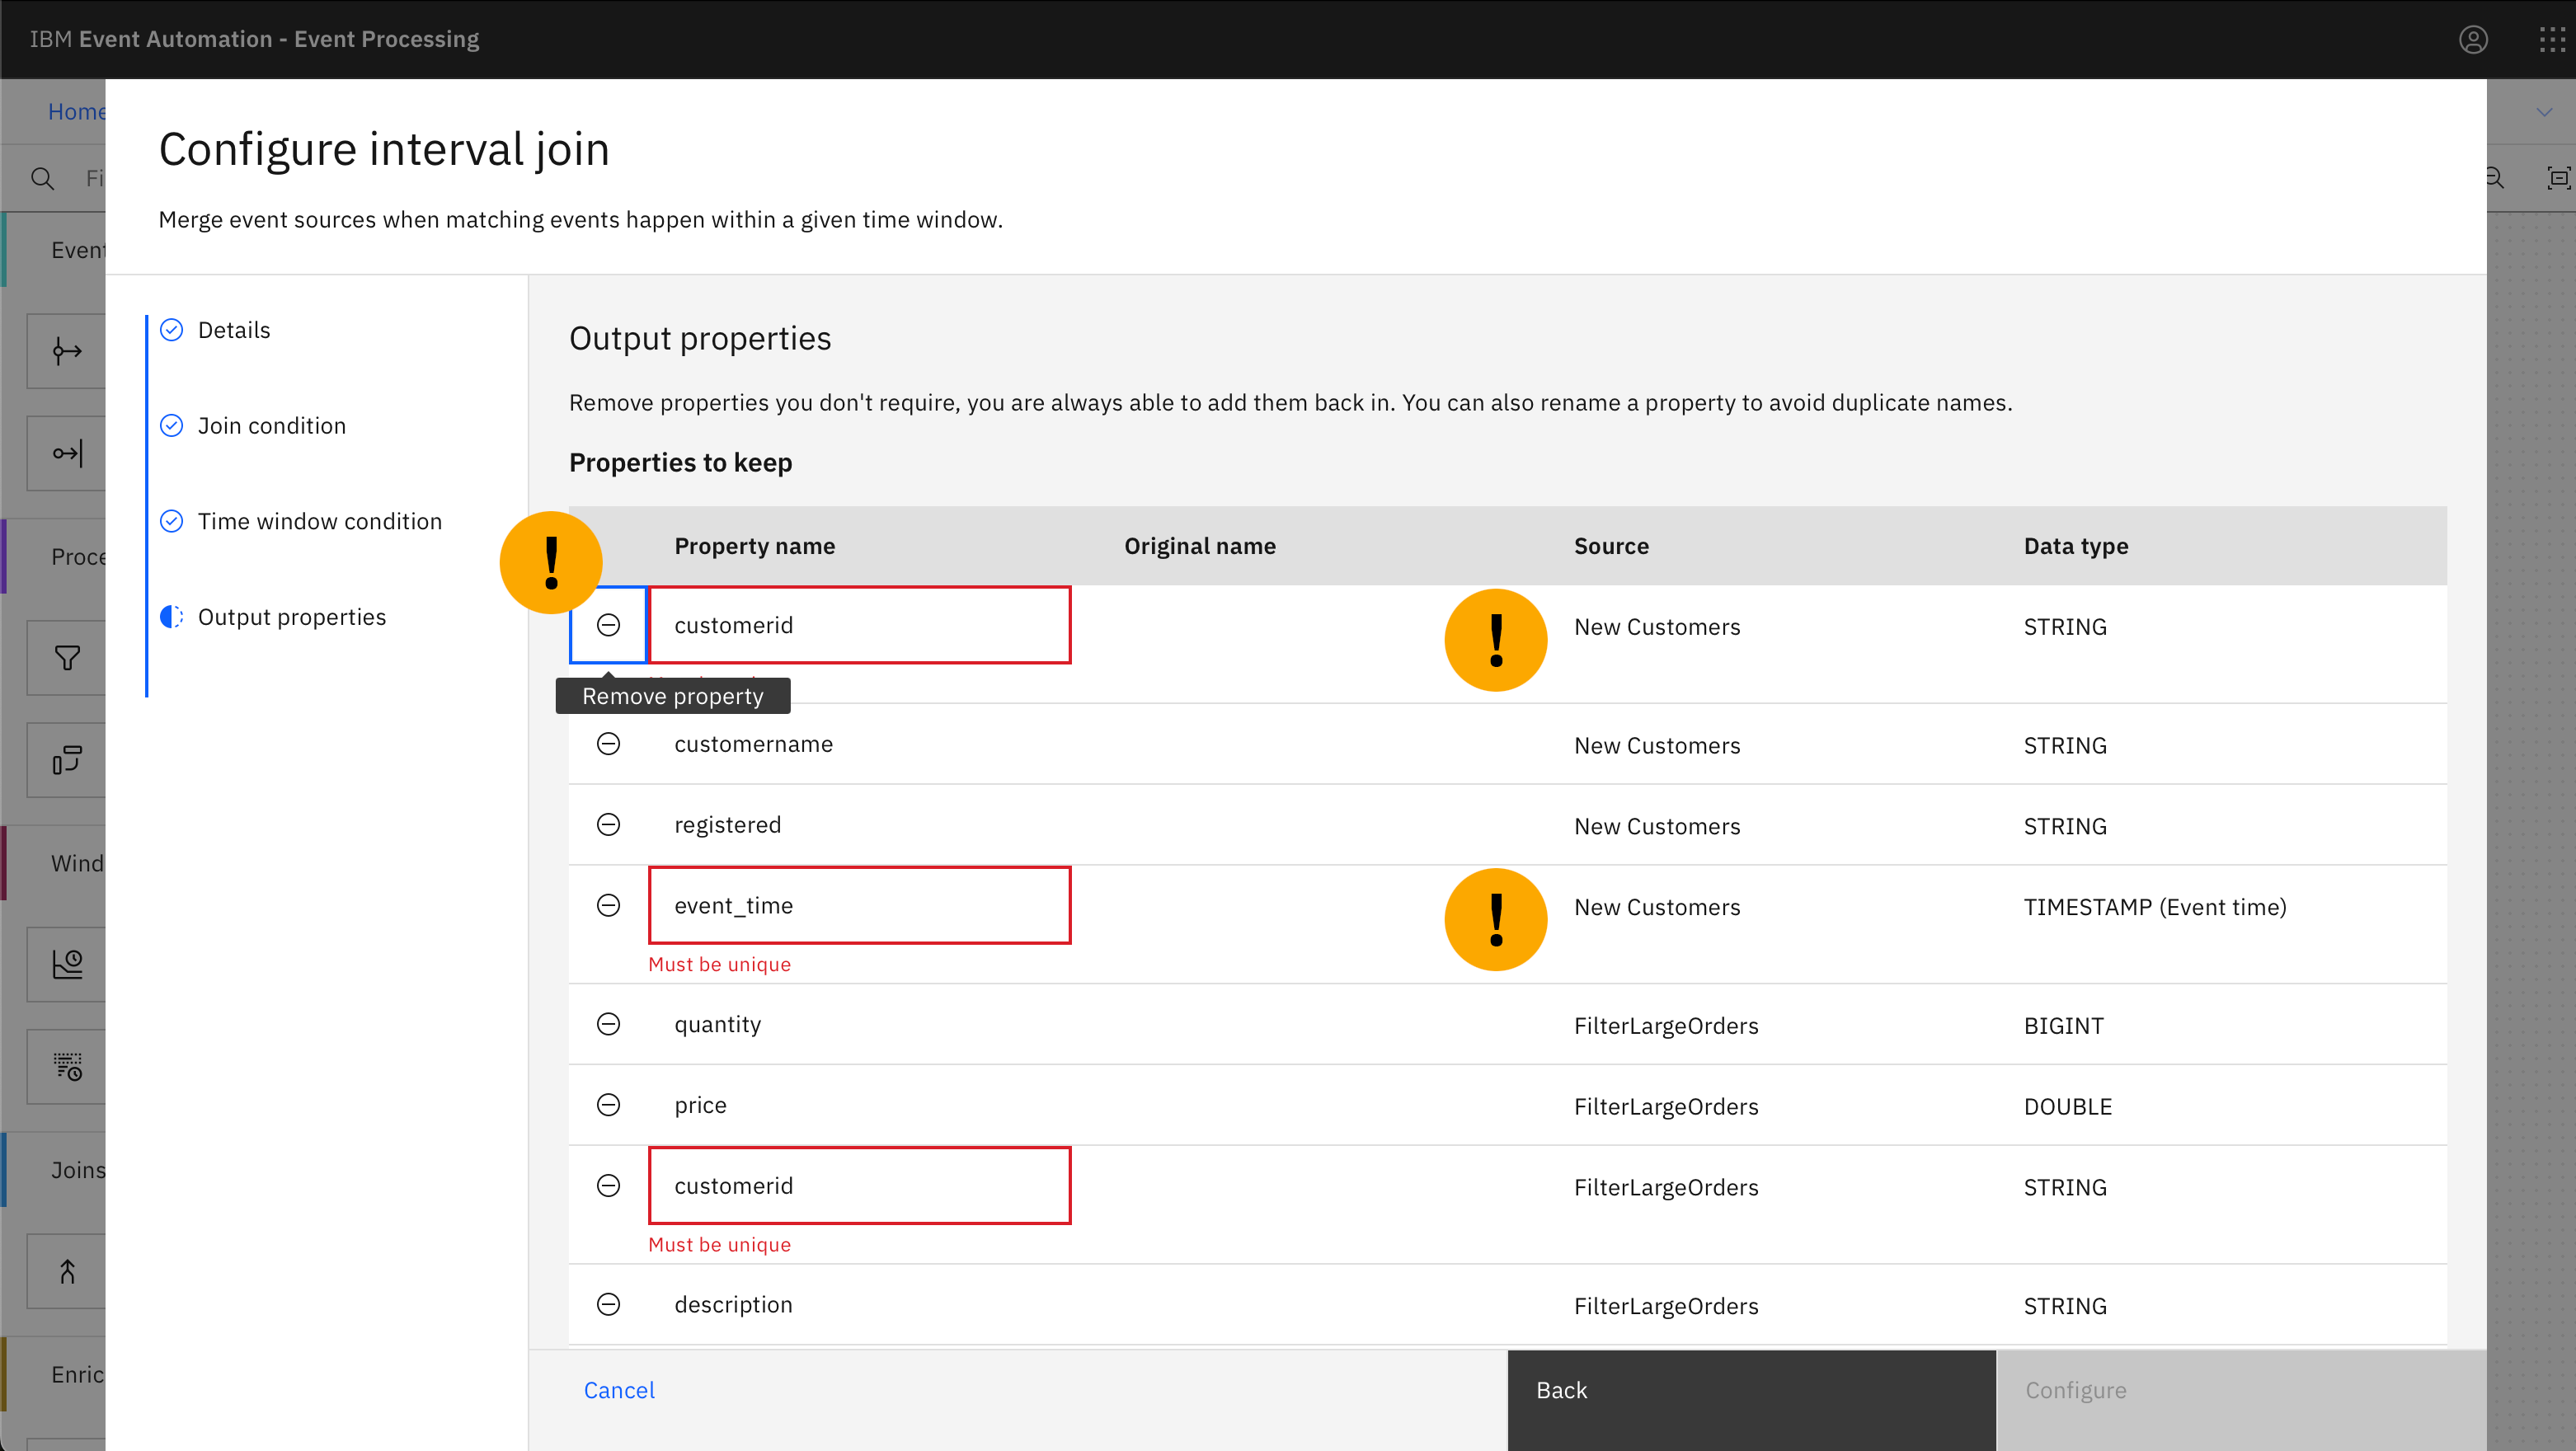 IBM Event Automation - Event Processing
Home
Configure interval join
Merge event sources when matching events happen within a given time window.
Details
Join condition
Time window condition
Output properties
Output properties
Remove properties you don't require, you are always able to add them back in. You can also rename a property to avoid duplicate names.
Properties to keep
Property name Original name Source Data type
!
customerid New Customers STRING
!
Remove property
customername New Customers STRING
registered New Customers STRING
event_time New Customers TIMESTAMP (Event time)
!
Must be unique
quantity FilterLargeOrders BIGINT
price FilterLargeOrders DOUBLE
customerid FilterLargeOrders STRING
Must be unique
description FilterLargeOrders STRING
Cancel
Back
Configure
Fi
Event
Proce
Wind
Joins
Enric